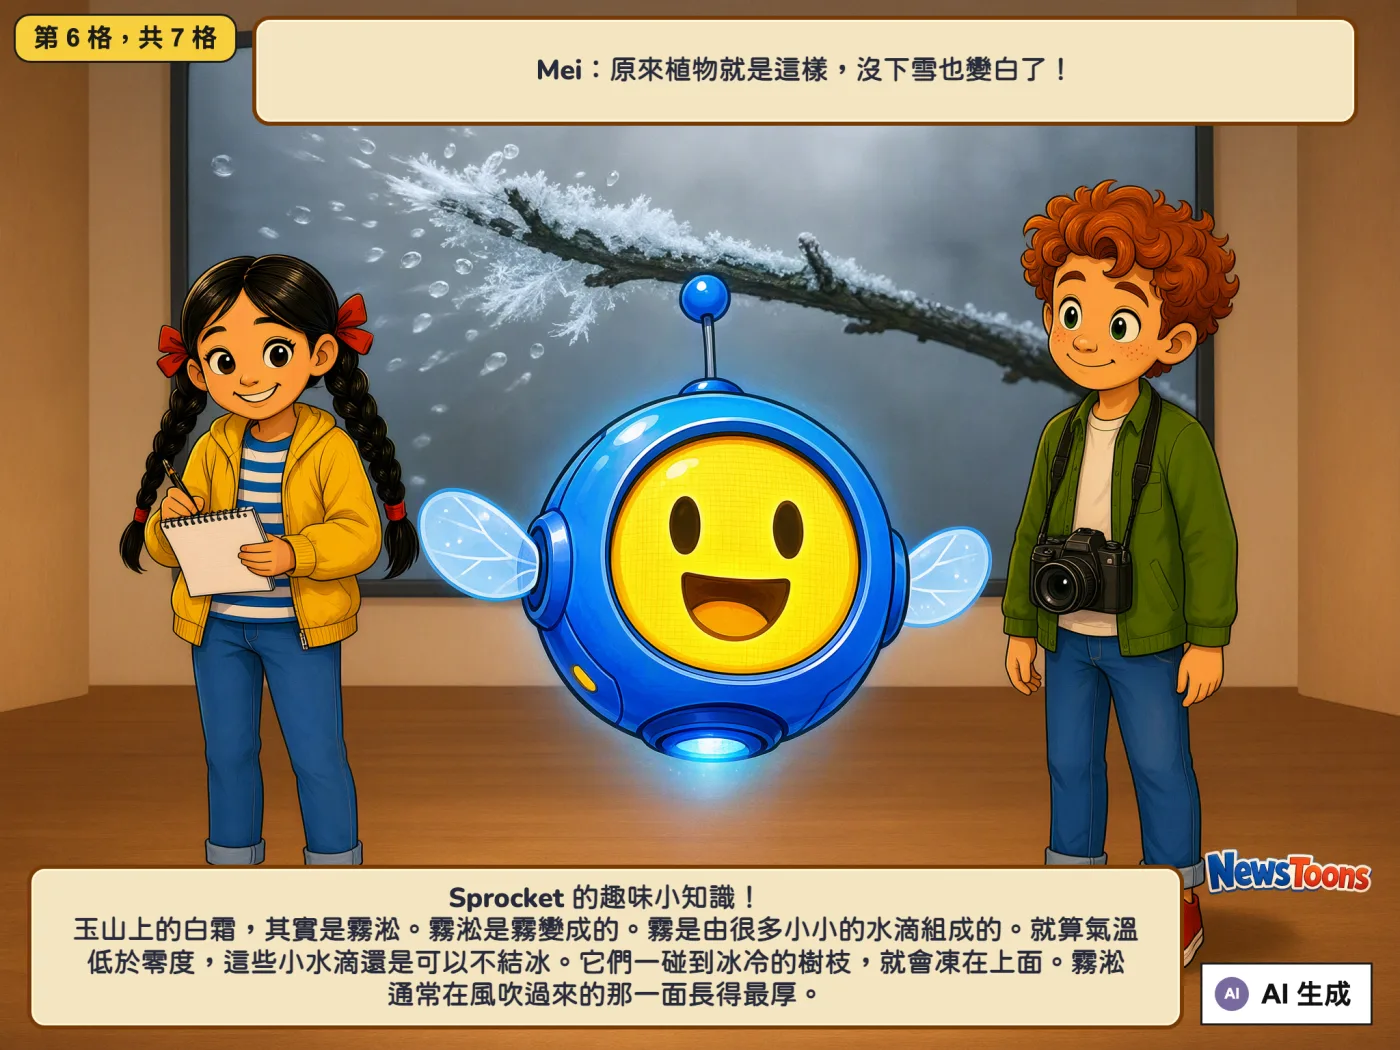 第 6 格，共 7 格
Mei：原來植物就是這樣，沒下雪也變白了！
Sprocket 的趣味小知識！
玉山上的白霜，其實是霧淞。霧淞是霧變成的。霧是由很多小小的水滴組成的。就算氣溫
低於零度，這些小水滴還是可以不結冰。它們一碰到冰冷的樹枝，就會凍在上面。霧淞
通常在風吹過來的那一面長得最厚。
NewsToons
AI AI 生成